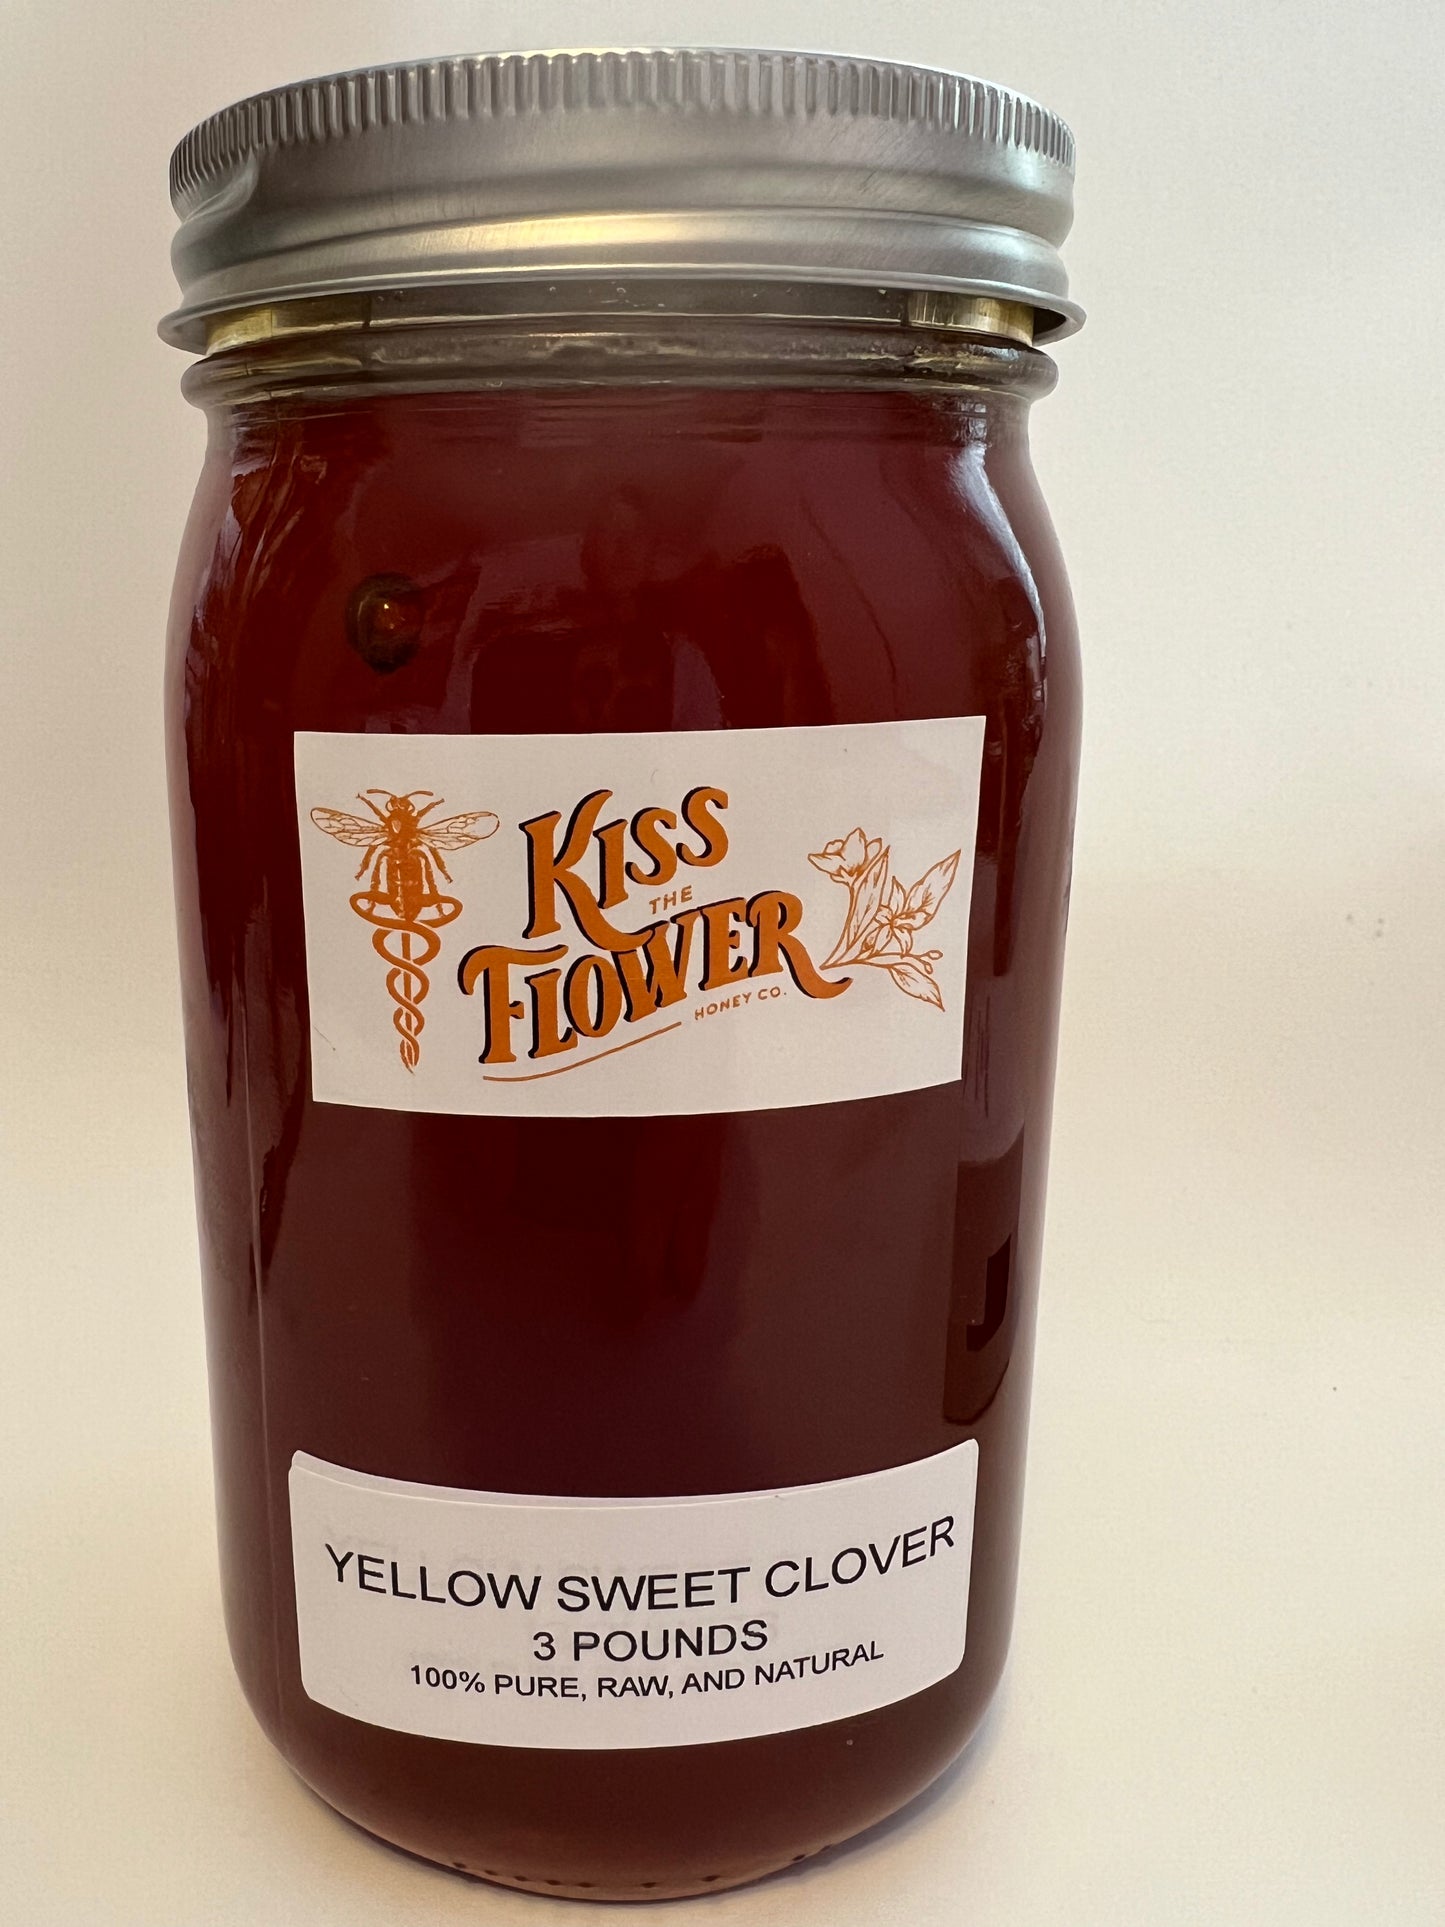 KISS
THE
FLOWER
HONEY CO.
YELLOW SWEET CLOVER
3 POUNDS
100% PURE, RAW, AND NATURAL